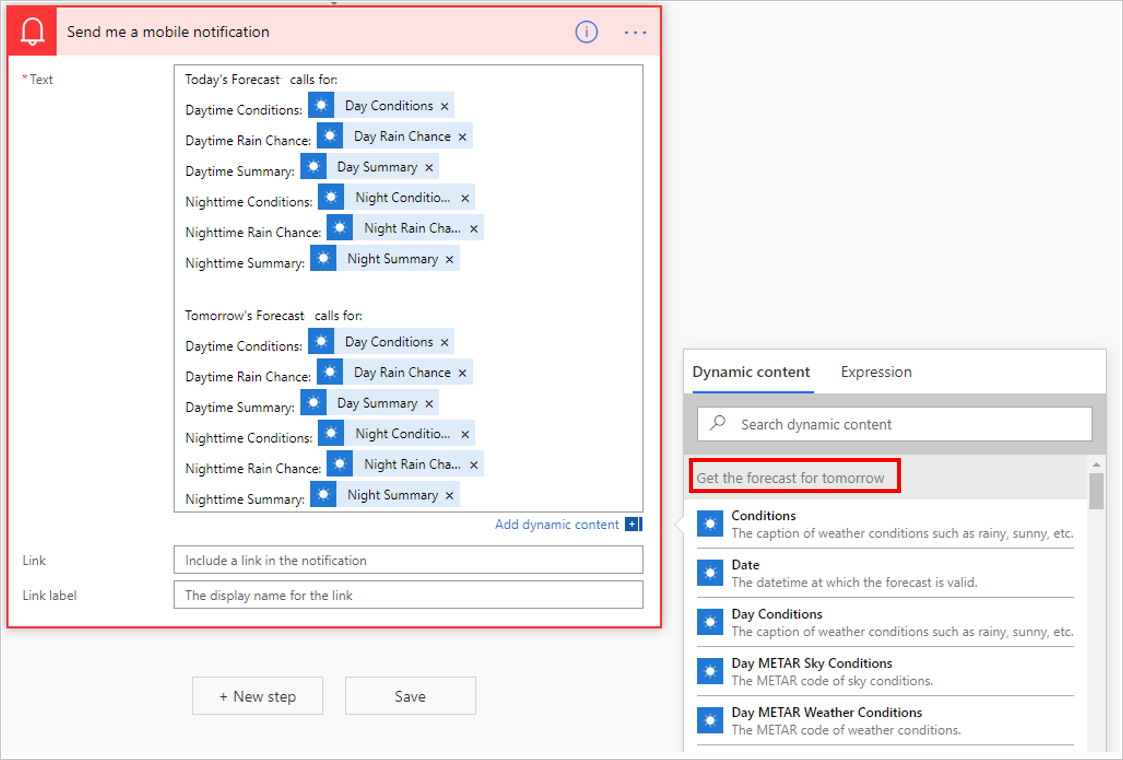 Send me a mobile notification
* Text
Today's Forecast calls for:
Daytime Conditions: Day Conditions ×
Daytime Rain Chance: Day Rain Chance ×
Daytime Summary: Day Summary ×
Nighttime Conditions: Night Conditio... ×
Nighttime Rain Chance: Night Rain Cha... ×
Nighttime Summary: Night Summary ×
Tomorrow's Forecast calls for:
Daytime Conditions: Day Conditions ×
Daytime Rain Chance: Day Rain Chance ×
Daytime Summary: Day Summary ×
Nighttime Conditions: Night Conditio... ×
Nighttime Rain Chance: Night Rain Cha... ×
Nighttime Summary: Night Summary ×
Add dynamic content +
Link Include a link in the notification
Link label The display name for the link
+ New step Save
Dynamic content Expression
Search dynamic content
Get the forecast for tomorrow
Conditions
The caption of weather conditions such as rainy, sunny, etc.
Date
The datetime at which the forecast is valid.
Day Conditions
The caption of weather conditions such as rainy, sunny, etc.
Day METAR Sky Conditions
The METAR code of sky conditions.
Day METAR Weather Conditions
The METAR code of weather conditions.